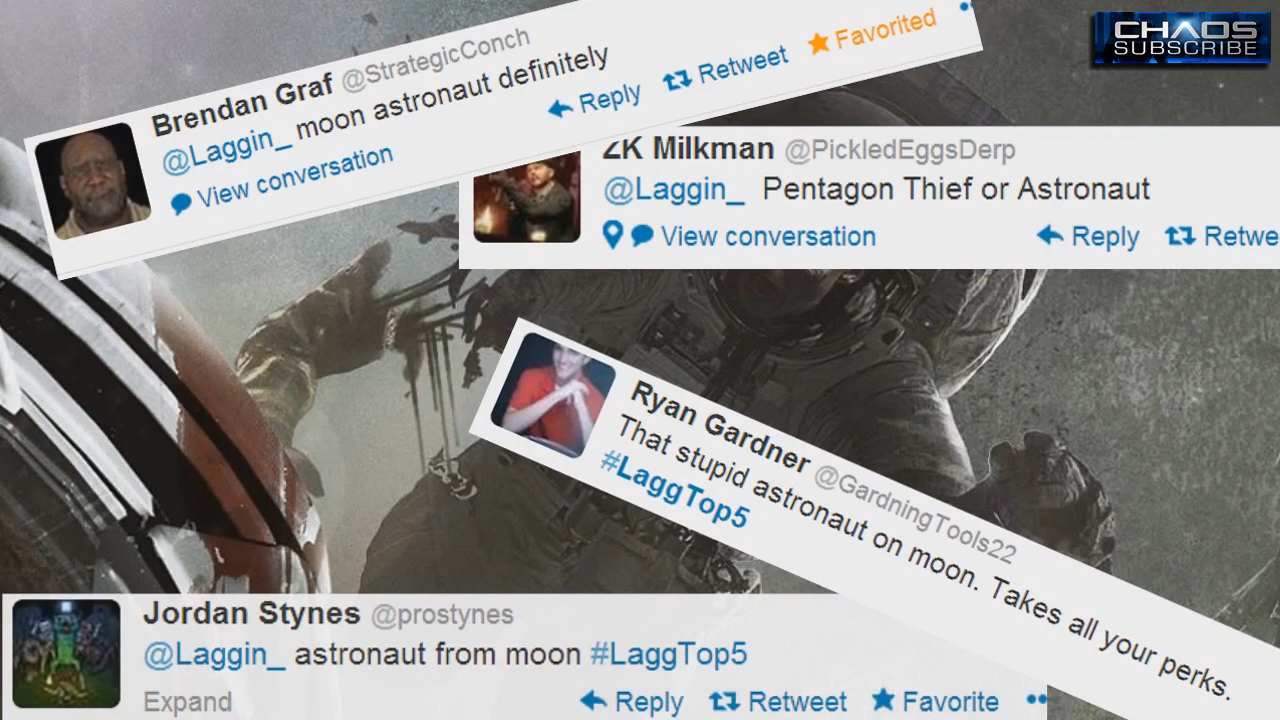 CHAOS
SUBSCRIBE
Brendan Graf @StrategicConch
@Laggin_ moon astronaut definitely
View conversation
Reply Retweet Favorited
ZK Milkman @PickledEggsDerp
@Laggin_ Pentagon Thief or Astronaut
View conversation Reply Retwe
Ryan Gardner @GardningTools22
That stupid astronaut on moon. Takes all your perks.
#LaggTop5
Jordan Stynes @prostynes
@Laggin_ astronaut from moon #LaggTop5
Expand Reply Retweet Favorite